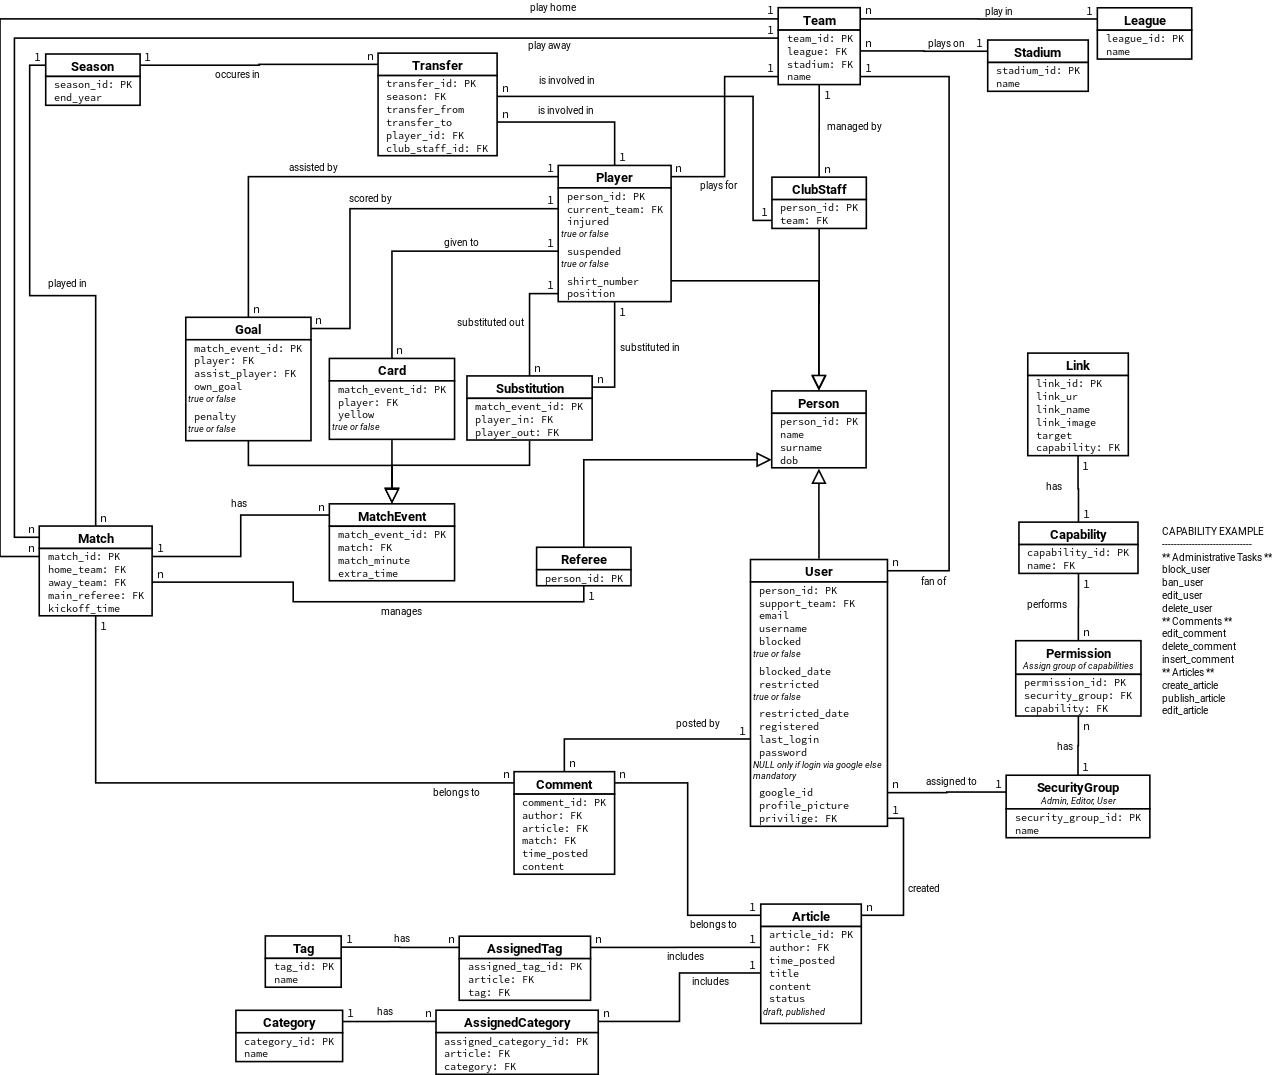 play home
play away
1
1
1
1
Team
team_id: PK
league: FK
stadium: FK
name
n
play in
1
League
league_id: PK
name
n
plays on
1
Stadium
stadium_id: PK
name
1
Season
season_id: PK
end_year
1
occures in
n
Transfer
transfer_id: PK
season: FK
transfer_from
transfer_to
player_id: FK
club_staff_id: FK
n
is involved in
n
is involved in
1
1
managed by
n
ClubStaff
person_id: PK
team: FK
1
assisted by
1
scored by
1
given to
1
1
Player
person_id: PK
current_team: FK
injured
true or false
suspended
true or false
shirt_number
position
n
plays for
played in
substituted out
1
substituted in
n
Goal
match_event_id: PK
player: FK
assist_player: FK
own_goal
true or false
penalty
true or false
n
n
Card
match_event_id: PK
player: FK
yellow
true or false
n
Substitution
match_event_id: PK
player_in: FK
player_out: FK
n
Person
person_id: PK
name
surname
dob
Link
link_id: PK
link_ur
link_name
link_image
target
capability: FK
1
has
1
Capability
capability_id: PK
name: FK
1
performs
n
Permission
Assign group of capabilities
permission_id: PK
security_group: FK
capability: FK
n
has
1
CAPABILITY EXAMPLE
------------------------------
** Administrative Tasks **
block_user
ban_user
edit_user
delete_user
** Comments **
edit_comment
delete_comment
insert_comment
** Articles **
create_article
publish_article
edit_article
n
n
n
Match
match_id: PK
home_team: FK
away_team: FK
main_referee: FK
kickoff_time
1
has
n
MatchEvent
match_event_id: PK
match: FK
match_minute
extra_time
n
manages
1
Referee
person_id: PK
1
User
person_id: PK
support_team: FK
email
username
blocked
true or false
blocked_date
restricted
true or false
restricted_date
registered
last_login
password
NULL only if login via google else
mandatory
google_id
profile_picture
privilige: FK
n
fan of
posted by
1
n
n
belongs to
n
Comment
comment_id: PK
author: FK
article: FK
match: FK
time_posted
content
n
assigned to
1
SecurityGroup
Admin, Editor, User
security_group_id: PK
name
1
created
n
1
belongs to
Article
article_id: PK
author: FK
time_posted
title
content
status
draft, published
Tag
tag_id: PK
name
1
has
n
AssignedTag
assigned_tag_id: PK
article: FK
tag: FK
n
includes
1
1
includes
Category
category_id: PK
name
1
has
n
AssignedCategory
assigned_category_id: PK
article: FK
category: FK
n